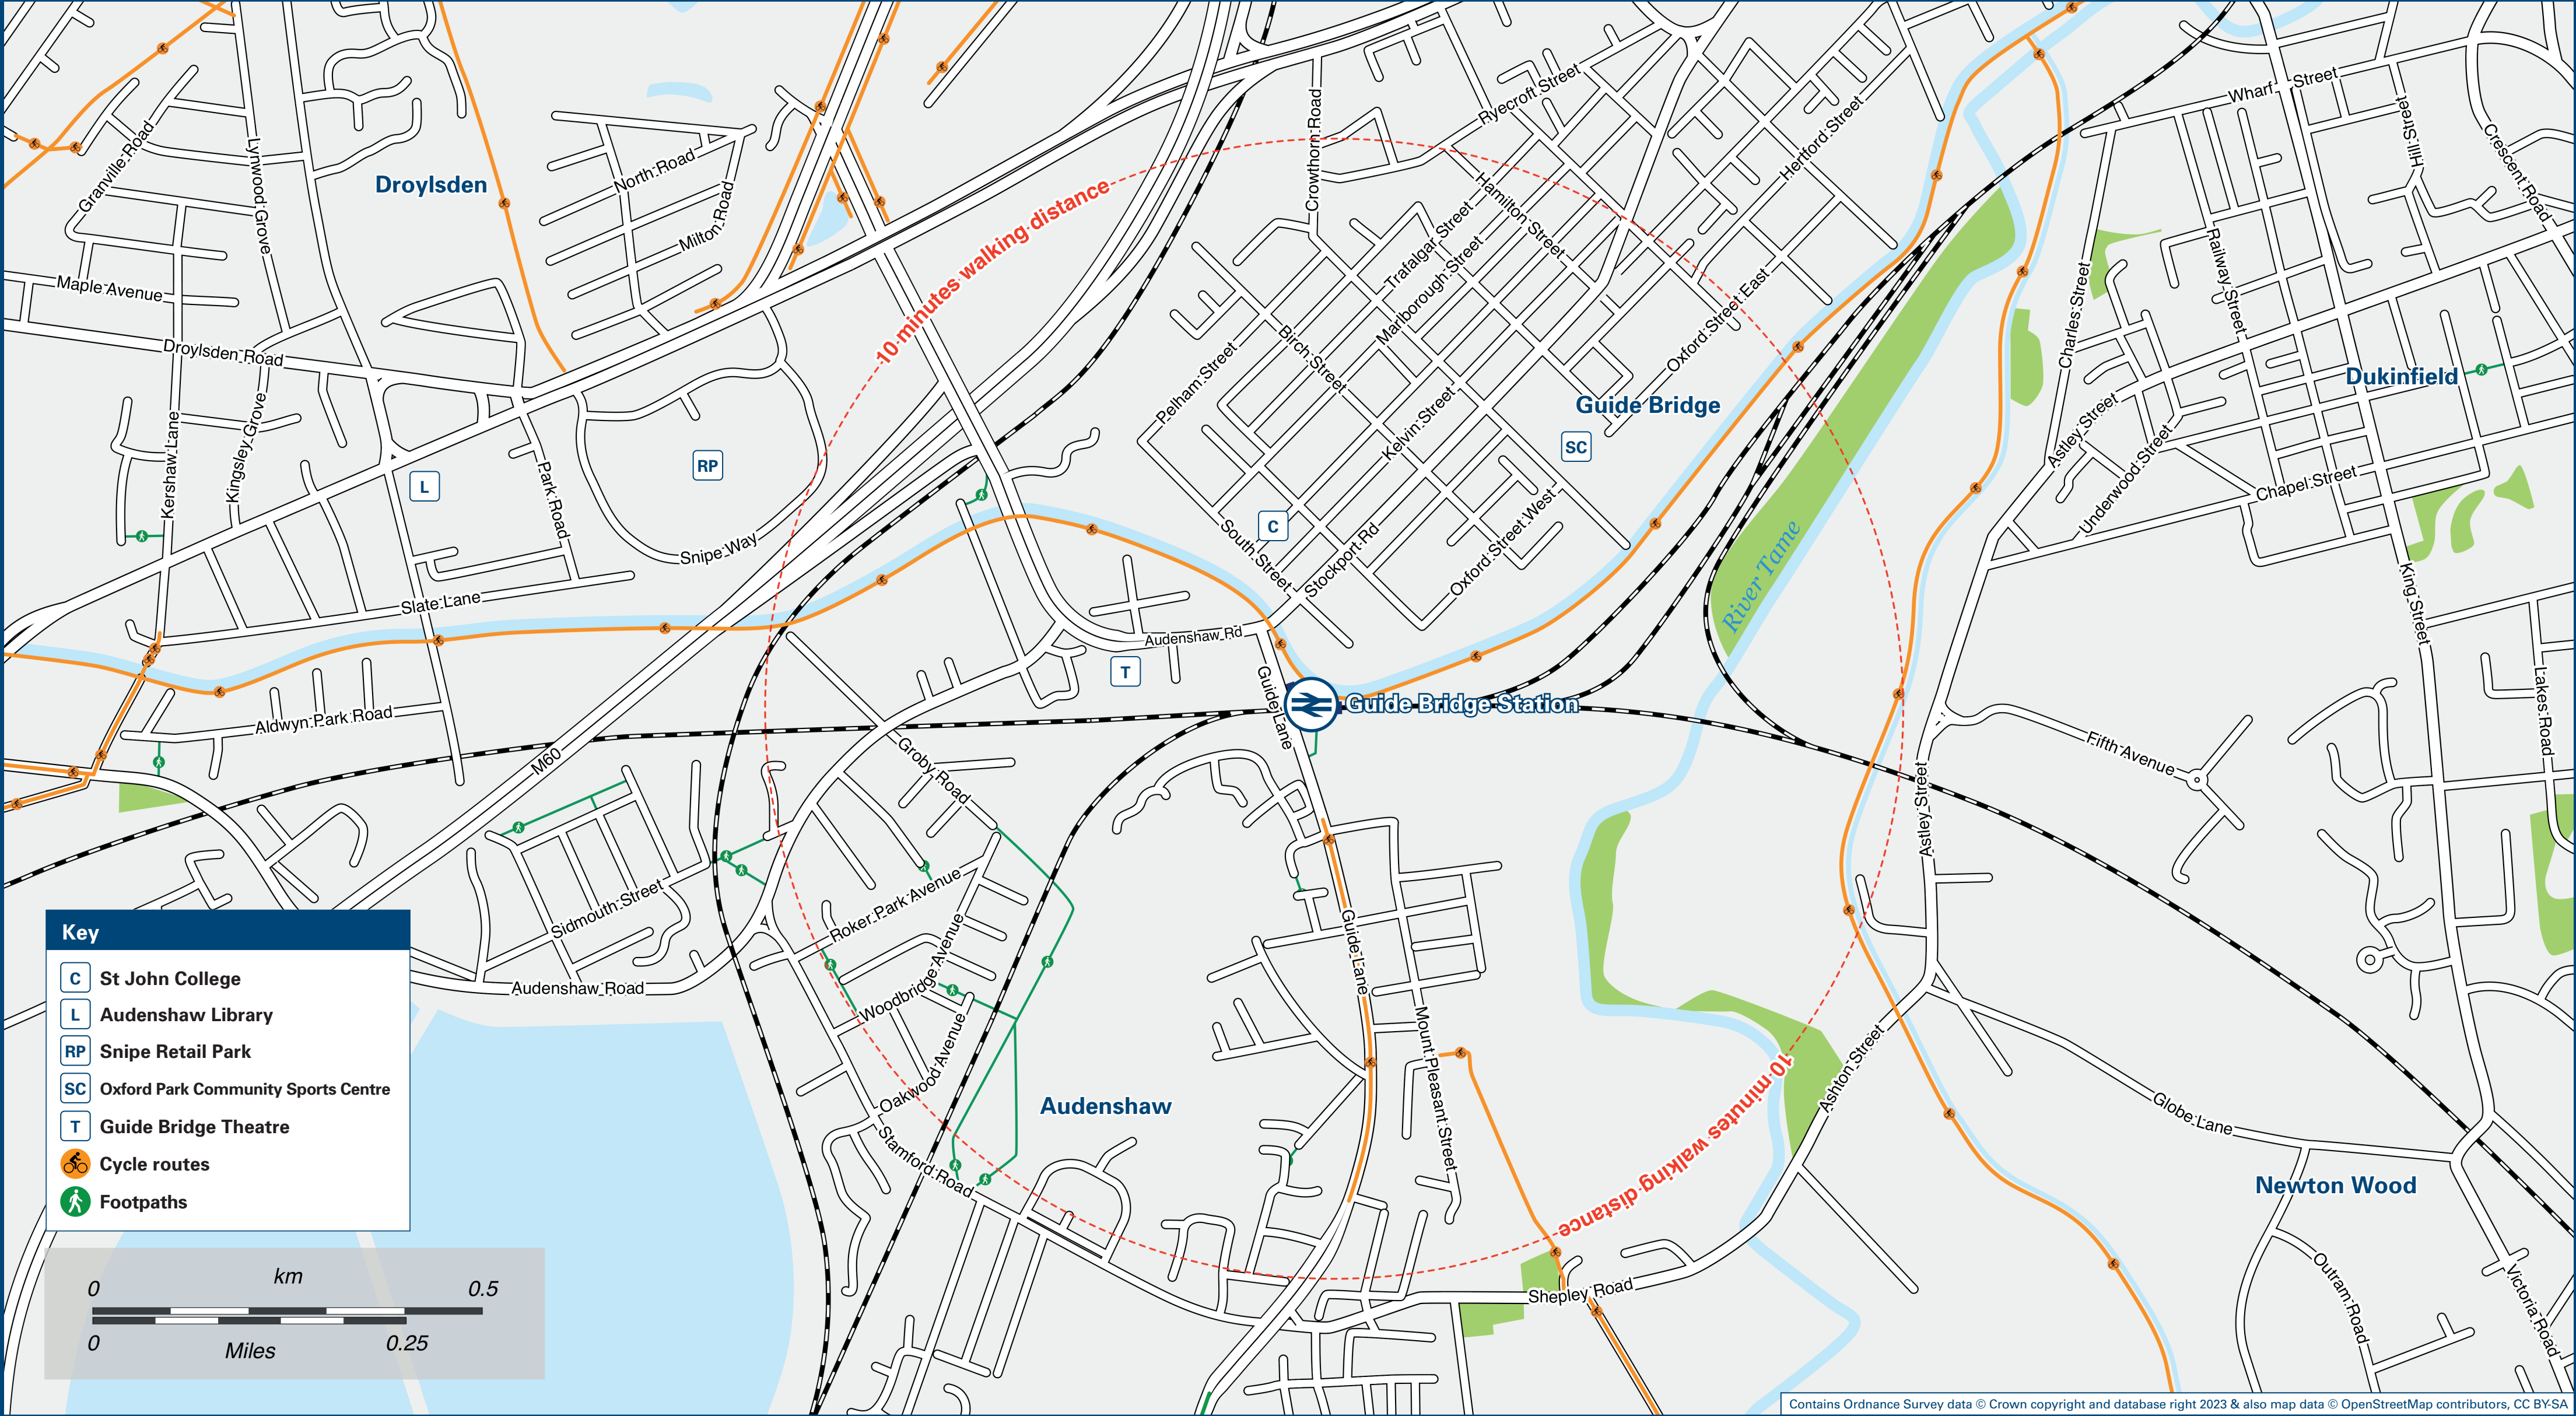 Ryecroft Street
Wharf Street
Hill Street
Crescent Road
Granville Road
Lynwood Grove
Droylsden
North Road
Milton Road
10 minutes walking distance
Crowthorn Road
Hertford Street
Hamilton Street
Trafalgar Street
Marlborough Street
Oxford Street East
Charles Street
Railway Street
Maple Avenue
Droylsden Road
Pelham Street
Birch Street
Kelvin Street
Guide Bridge
SC
Dukinfield
Astley Street
Underwood Street
Chapel Street
Kershaw Lane
Kingsley Grove
L
Park Road
RP
Snipe Way
C
South Street
Stockport Rd
Oxford Street West
River Tame
King Street
Slate Lane
Audenshaw Rd
T
Guide Lane
Guide Bridge Station
Aldwyn Park Road
M60
Groby Road
Fifth Avenue
Lakes Road
Astley Street
Sidmouth Street
Roker Park Avenue
Woodbridge Avenue
Oakwood Avenue
Guide Lane
Mount Pleasant Street
Audenshaw Road
Audenshaw
Stamford Road
10 minutes walking distance
Ashton Street
Globe Lane
Newton Wood
Shepley Road
Outram Road
Victoria Road
Key
C St John College
L Audenshaw Library
RP Snipe Retail Park
SC Oxford Park Community Sports Centre
T Guide Bridge Theatre
Cycle routes
Footpaths
km
0 0.5
0 0.25
Miles
Contains Ordnance Survey data © Crown copyright and database right 2023 & also map data © OpenStreetMap contributors, CC BY-SA